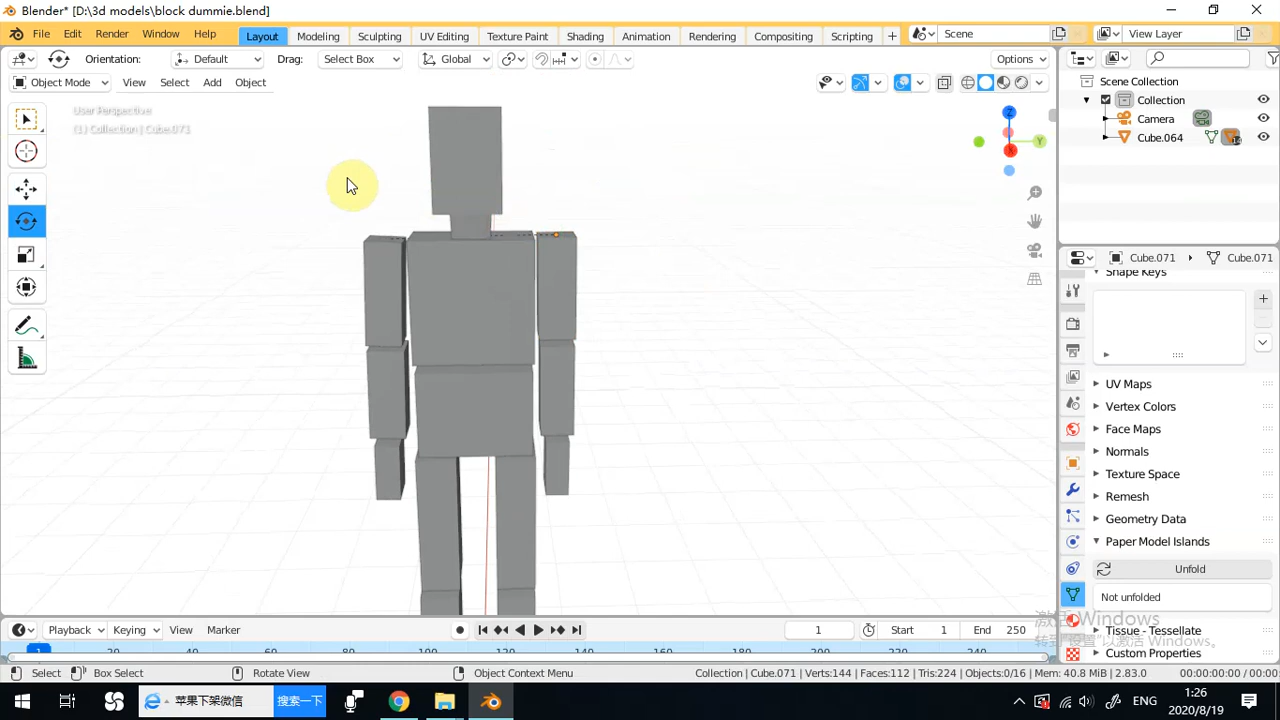 Blender* [D:\3d models\block dummie.blend]
File Edit Render Window Help Layout Modeling Sculpting UV Editing Texture Paint Shading Animation Rendering Compositing Scripting + Scene View Layer
Orientation: Default Drag: Select Box Global Options
Object Mode View Select Add Object
User Perspective
(1) Collection | Cube.071
Z
Y
X
Scene Collection
Collection
Camera
Cube.064
Cube.071 Cube.071
Shape Keys
UV Maps
Vertex Colors
Face Maps
Normals
Texture Space
Remesh
Geometry Data
Paper Model Islands
Unfold
Not unfolded
激活 Windows
转到"设置"以激活 Windows。
Tissue - Tessellate
Custom Properties
Playback Keying View Marker 1 Start 1 End 250
1 20 40 60 80 100 120 140 160 180 200 220 240
Select Box Select Rotate View Object Context Menu Collection | Cube.071 | Verts:144 | Faces:112 | Tris:224 | Objects:0/16 | Mem: 40.8 MiB | 2.83.0 00:00:00:00 / 00:00:00
苹果下架微信 搜索一下 ENG 1:26
2020/8/19